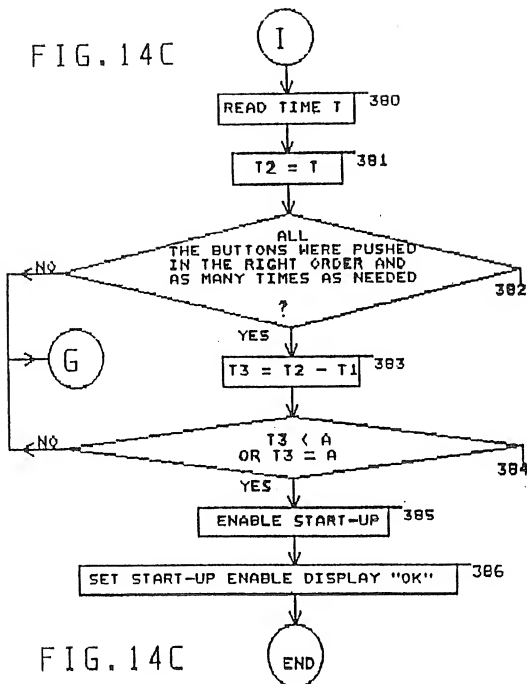 FIG.14C
I
READ TIME T
380
T2 = T
381
ALL
THE BUTTONS WERE PUSHED
IN THE RIGHT ORDER AND
AS MANY TIMES AS NEEDED
?
382
NO
YES
G
T3 = T2 - T1
383
T3 < A
OR T3 = A
384
NO
YES
ENABLE START-UP
385
SET START-UP ENABLE DISPLAY "OK"
386
END
FIG.14C